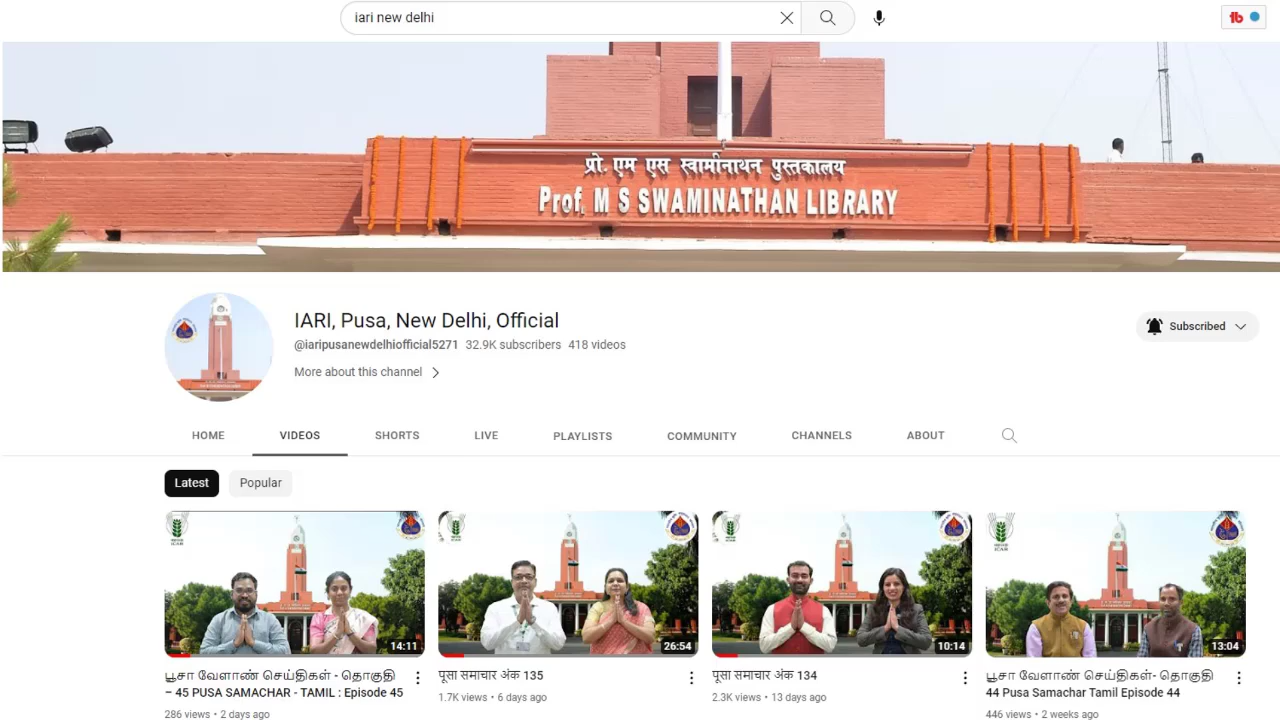 iari new delhi
प्रो. एम एस स्वामीनाथन पुस्तकालय
Prof. M S SWAMINATHAN LIBRARY
IARI, Pusa, New Delhi, Official
@iaripusanewdelhiofficial5271 32.9K subscribers 418 videos
More about this channel
Subscribed
HOME VIDEOS SHORTS LIVE PLAYLISTS COMMUNITY CHANNELS ABOUT
Latest Popular
14:11 26:54 10:14 13:04
பூசா வேளாண் செய்திகள் - தொகுதி
– 45 PUSA SAMACHAR - TAMIL : Episode 45
286 views • 2 days ago
पूसा समाचार अंक 135
1.7K views • 6 days ago
पूसा समाचार अंक 134
2.3K views • 13 days ago
பூசா வேளாண் செய்திகள்- தொகுதி
44 Pusa Samachar Tamil Episode 44
446 views • 2 weeks ago